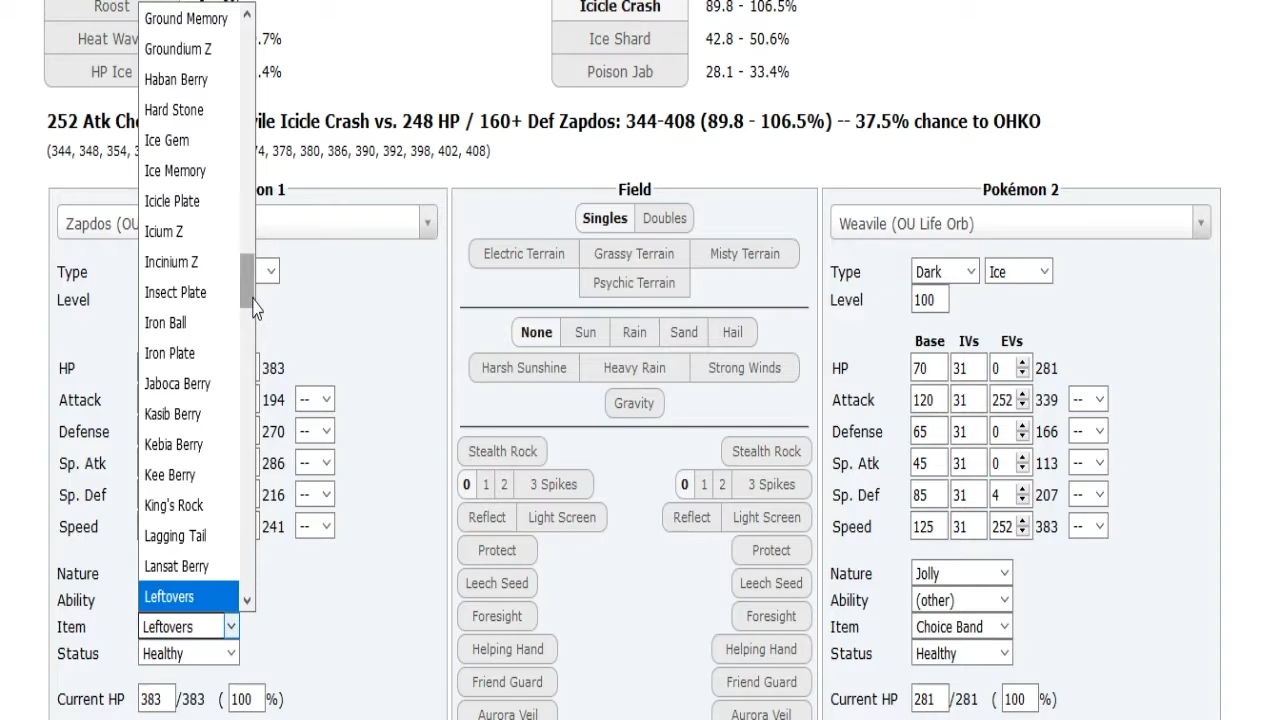 Roost
Heat Wav
.7%
HP Ice
.4%
Icicle Crash 89.8 - 106.5%
Ice Shard 42.8 - 50.6%
Poison Jab 28.1 - 33.4%
252 Atk Ch
ile Icicle Crash vs. 248 HP / 160+ Def Zapdos: 344-408 (89.8 - 106.5%) -- 37.5% chance to OHKO
(344, 348, 354, 
74, 378, 380, 386, 390, 392, 398, 402, 408)
Ground Memory
Groundium Z
Haban Berry
Hard Stone
Ice Gem
Ice Memory
Icicle Plate
Icium Z
Incinium Z
Insect Plate
Iron Ball
Iron Plate
Jaboca Berry
Kasib Berry
Kebia Berry
Kee Berry
King's Rock
Lagging Tail
Lansat Berry
Leftovers
on 1
Zapdos (OU
Type
Level
HP 383
Attack 194 --
Defense 270 --
Sp. Atk 286 --
Sp. Def 216 --
Speed 241 --
Nature
Ability
Item Leftovers
Status Healthy
Current HP 383 /383 ( 100 %)
Field
Singles Doubles
Electric Terrain Grassy Terrain Misty Terrain
Psychic Terrain
None Sun Rain Sand Hail
Harsh Sunshine Heavy Rain Strong Winds
Gravity
Stealth Rock Stealth Rock
0 1 2 3 Spikes 0 1 2 3 Spikes
Reflect Light Screen Reflect Light Screen
Protect Protect
Leech Seed Leech Seed
Foresight Foresight
Helping Hand Helping Hand
Friend Guard Friend Guard
Aurora Veil Aurora Veil
Pokémon 2
Weavile (OU Life Orb)
Type Dark Ice
Level 100
Base IVs EVs
HP 70 31 0 281
Attack 120 31 252 339 --
Defense 65 31 0 166 --
Sp. Atk 45 31 0 113 --
Sp. Def 85 31 4 207 --
Speed 125 31 252 383 --
Nature Jolly
Ability (other)
Item Choice Band
Status Healthy
Current HP 281 /281 ( 100 %)